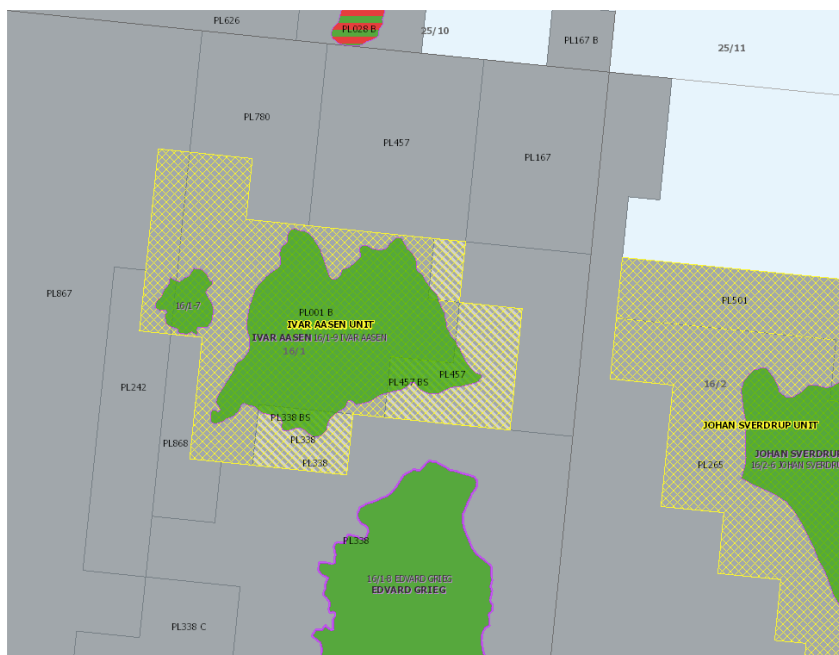 PL626
PL028 B
25/10
PL167 B
25/11
PL780
PL457
PL167
PL867
16/1-7
PL001 B
IVAR AASEN UNIT
IVAR AASEN 16/1-9 IVAR AASEN
16/1
PL501
PL242
PL457 BS
PL457
16/2
PL338 BS
PL338
PL868
PL338
JOHAN SVERDRUP UNIT
JOHAN SVERDRU
PL265
16/2-6 JOHAN SVERDRU
PL338
16/1-8 EDVARD GRIEG
EDVARD GRIEG
PL338 C